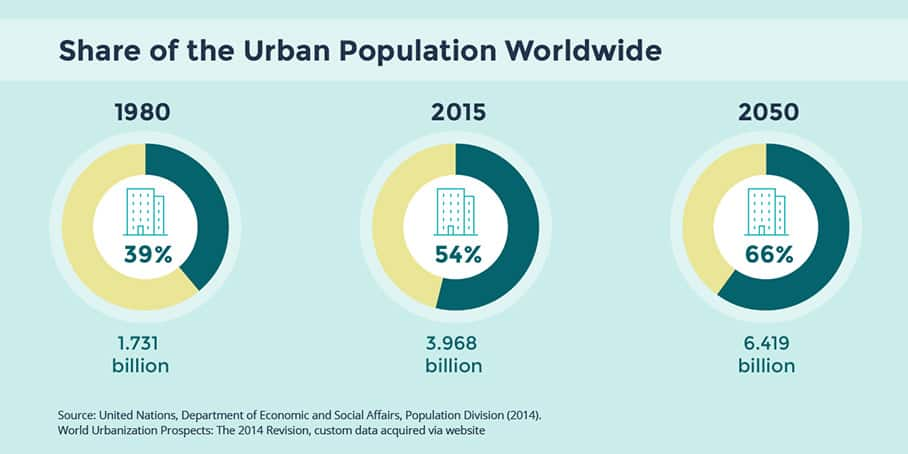 Share of the Urban Population Worldwide
1980
39%
1.731
billion
2015
54%
3.968
billion
2050
66%
6.419
billion
Source: United Nations, Department of Economic and Social Affairs, Population Division (2014).
World Urbanization Prospects: The 2014 Revision, custom data acquired via website